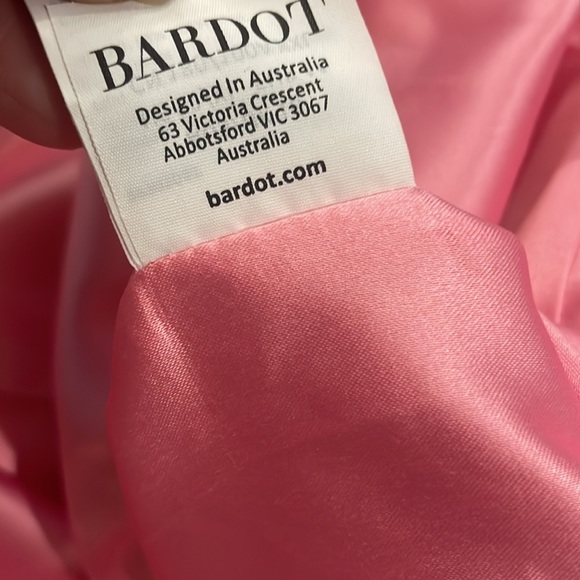 BARDOT
Designed In Australia
63 Victoria Crescent
Abbotsford VIC 3067
Australia
bardot.com